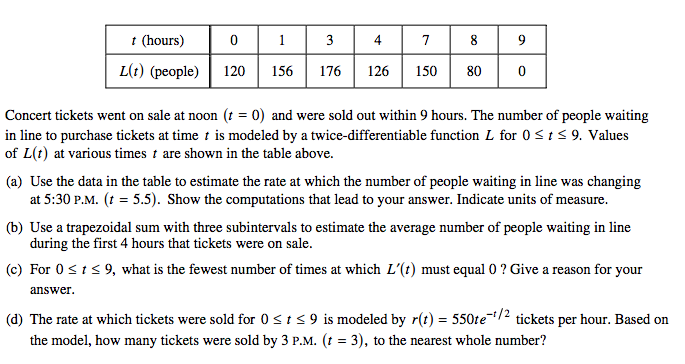 t (hours) 0 1 3 4 7 8 9
L(t) (people) 120 156 176 126 150 80 0
Concert tickets went on sale at noon (t = 0) and were sold out within 9 hours. The number of people waiting
in line to purchase tickets at time t is modeled by a twice-differentiable function L for 0 ≤ t ≤ 9. Values
of L(t) at various times t are shown in the table above.
(a) Use the data in the table to estimate the rate at which the number of people waiting in line was changing
at 5:30 P.M. (t = 5.5). Show the computations that lead to your answer. Indicate units of measure.
(b) Use a trapezoidal sum with three subintervals to estimate the average number of people waiting in line
during the first 4 hours that tickets were on sale.
(c) For 0 ≤ t ≤ 9, what is the fewest number of times at which L′(t) must equal 0 ? Give a reason for your
answer.
(d) The rate at which tickets were sold for 0 ≤ t ≤ 9 is modeled by r(t) = 550te^(−t/2) tickets per hour. Based on
the model, how many tickets were sold by 3 P.M. (t = 3), to the nearest whole number?